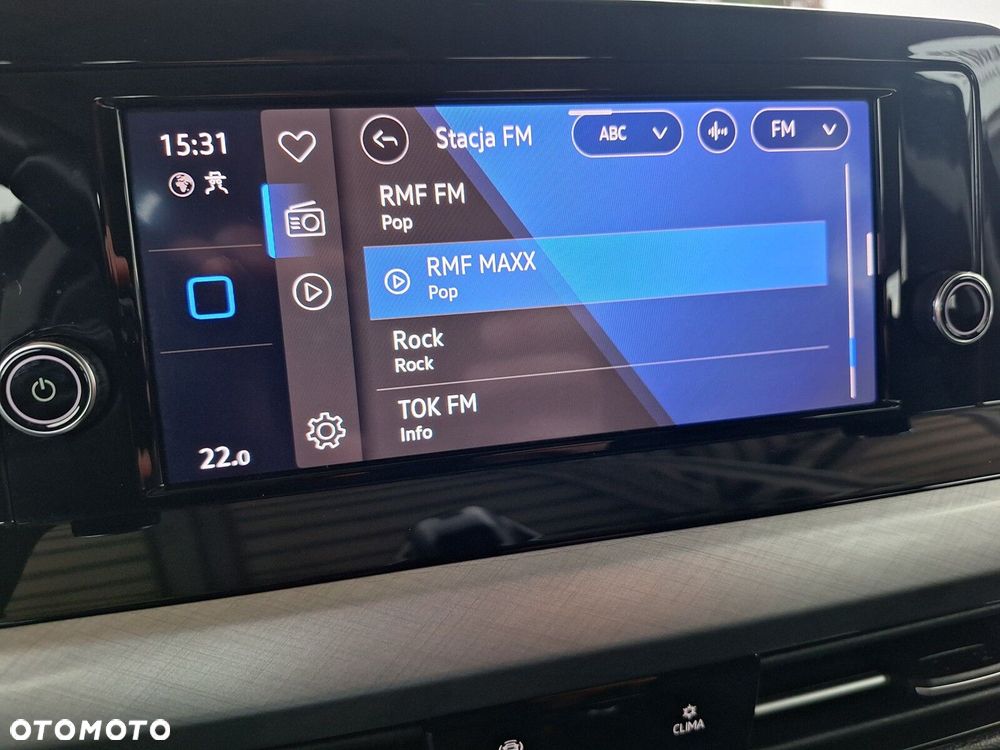 15:31
22.0
Stacja FM
ABC
FM
RMF FM
Pop
RMF MAXX
Pop
Rock
Rock
TOK FM
Info
CLIMA
OTOMOTO